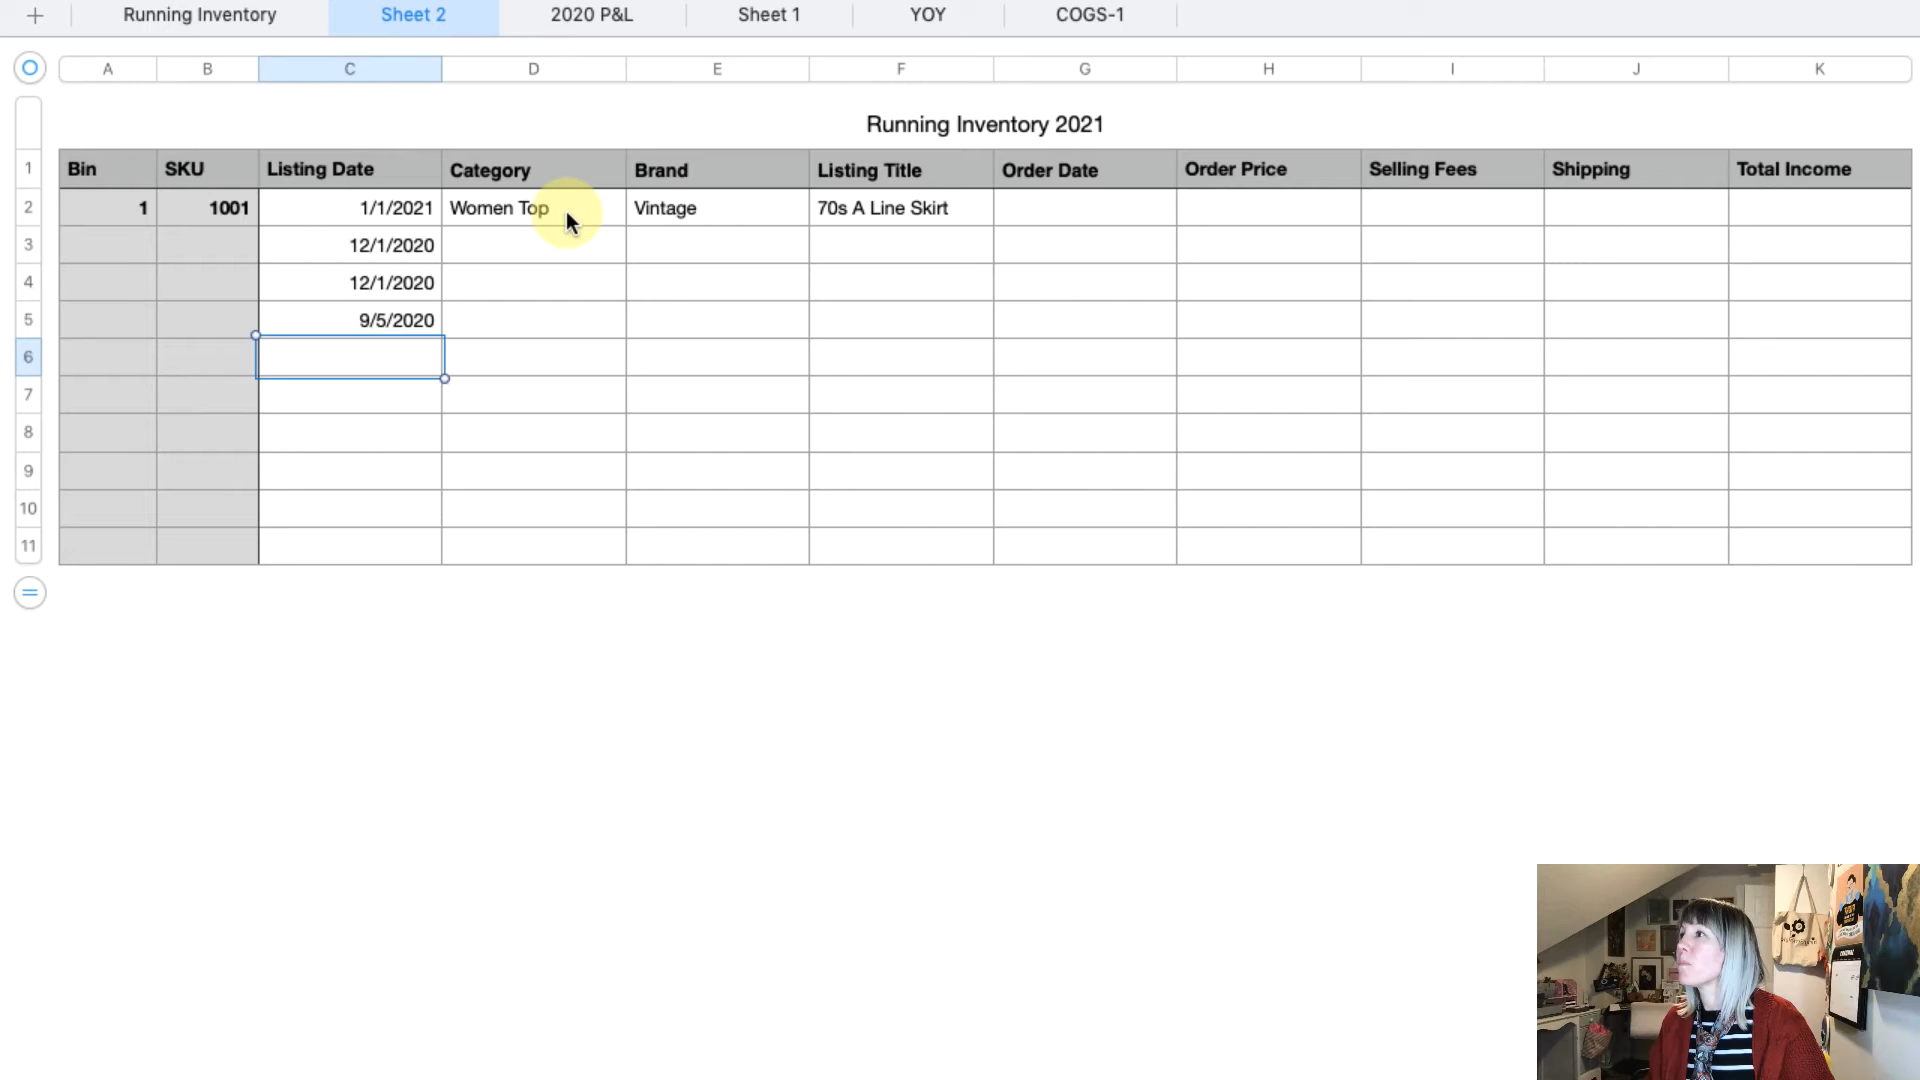 Running Inventory Sheet 2 2020 P&L Sheet 1 YOY COGS-1
A B C D E F G H I J K
Running Inventory 2021
1 Bin SKU Listing Date Category Brand Listing Title Order Date Order Price Selling Fees Shipping Total Income
2 1 1001 1/1/2021 Women Top Vintage 70s A Line Skirt
3 12/1/2020
4 12/1/2020
5 9/5/2020
6
7
8
9
10
11